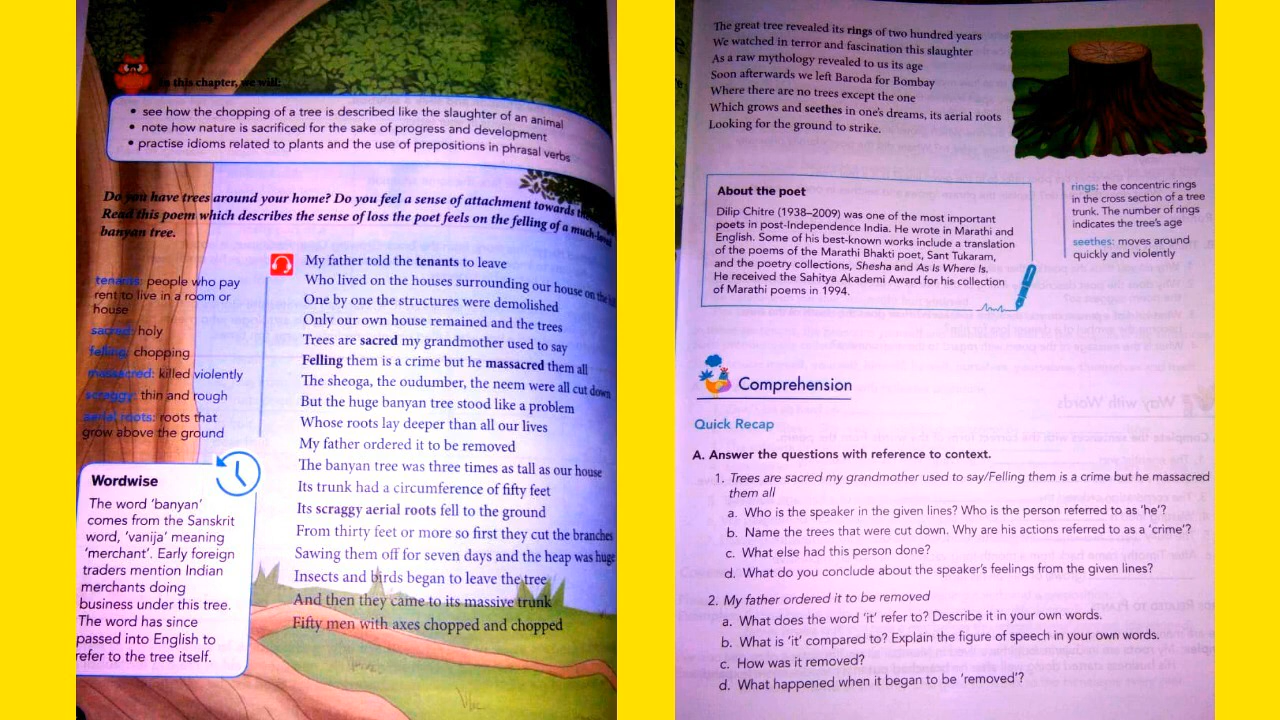 In this chapter, we will:
• see how the chopping of a tree is described like the slaughter of an animal
• note how nature is sacrificed for the sake of progress and development
• practise idioms related to plants and the use of prepositions in phrasal verbs
Do you have trees around your home? Do you feel a sense of attachment towards
Read this poem which describes the sense of loss the poet feels on the felling of a much-loved
banyan tree.
tenants: people who pay
rent to live in a room or
house
sacred: holy
felling: chopping
massacred: killed violently
scraggy: thin and rough
aerial roots: roots that
grow above the ground
Wordwise
The word ‘banyan’
comes from the Sanskrit
word, ‘vanija’ meaning
‘merchant’. Early foreign
traders mention Indian
merchants doing
business under this tree.
The word has since
passed into English to
refer to the tree itself.
My father told the tenants to leave
Who lived on the houses surrounding our house on the
One by one the structures were demolished
Only our own house remained and the trees
Trees are sacred my grandmother used to say
Felling them is a crime but he massacred them all
The sheoga, the oudumber, the neem were all cut down
But the huge banyan tree stood like a problem
Whose roots lay deeper than all our lives
My father ordered it to be removed
The banyan tree was three times as tall as our house
Its trunk had a circumference of fifty feet
Its scraggy aerial roots fell to the ground
From thirty feet or more so first they cut the branches
Sawing them off for seven days and the heap was huge
Insects and birds began to leave the tree
And then they came to its massive trunk
Fifty men with axes chopped and chopped
The great tree revealed its rings of two hundred years
We watched in terror and fascination this slaughter
As a raw mythology revealed to us its age
Soon afterwards we left Baroda for Bombay
Where there are no trees except the one
Which grows and seethes in one's dreams, its aerial roots
Looking for the ground to strike.
About the poet
Dilip Chitre (1938–2009) was one of the most important
poets in post-Independence India. He wrote in Marathi and
English. Some of his best-known works include a translation
of the poems of the Marathi Bhakti poet, Sant Tukaram,
and the poetry collections, Shesha and As Is Where Is.
He received the Sahitya Akademi Award for his collection
of Marathi poems in 1994.
rings: the concentric rings
in the cross section of a tree
trunk. The number of rings
indicates the tree's age
seethes: moves around
quickly and violently
Comprehension
Quick Recap
A. Answer the questions with reference to context.
1. Trees are sacred my grandmother used to say/Felling them is a crime but he massacred
them all
a. Who is the speaker in the given lines? Who is the person referred to as ‘he’?
b. Name the trees that were cut down. Why are his actions referred to as a ‘crime’?
c. What else had this person done?
d. What do you conclude about the speaker's feelings from the given lines?
2. My father ordered it to be removed
a. What does the word ‘it’ refer to? Describe it in your own words.
b. What is ‘it’ compared to? Explain the figure of speech in your own words.
c. How was it removed?
d. What happened when it began to be ‘removed’?